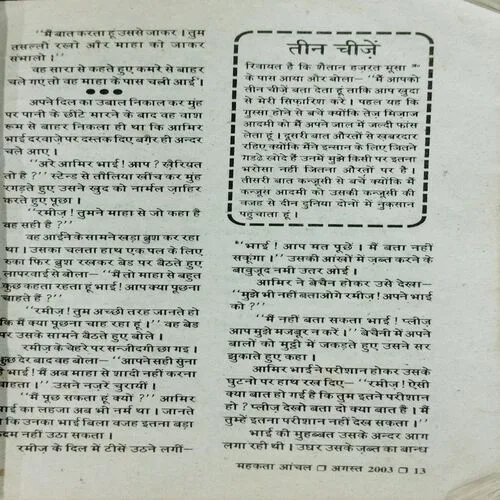 ''मैं बात करता हूं उससे जाकर । तुम
तसल्ली रखो और माहा को जाकर
संभालो ।''
वह सारा से कहते हुए कमरे से बाहर
चले गए तो वह माहा के पास चली आई ।
●●●
अपने दिल का उबाल निकाल कर मुंह
पर पानी के छींटे मारने के बाद वह वाश
रूम से बाहर निकला ही था कि आमिर
भाई दरवाज़े पर दस्तक दिए बग़ैर ही अन्दर
चले आए ।
''अरे आमिर भाई ! आप ? ख़ैरियत
तो है ?'' स्टेन्ड से तौलिया खींच कर मुंह
रगड़ते हुए उसने खुद को नार्मल ज़ाहिर
करते हुए पूछा ।
''रमीज़ ! तुमने माहा से जो कहा है
वह सही है ?''
वह आईने के सामने खड़ा ब्रुश कर रहा
था । उसका चलता हाथ एक पल के लिए
रुका फिर ब्रुश रखकर बेड पर बैठते हुए
लापरवाई से बोला— ''मैं तो माहा से बहुत
कुछ कहता रहता हूं भाई ! आप क्या पूछना
चाहते हैं ?''
''रमीज़ ! तुम अच्छी तरह जानते हो
कि मैं क्या पूछना चाह रहा हूं ।'' वह बेड
पर उसके सामने बैठते हुए बोले ।
रमीज़ के चेहरे पर सन्जीदगी छा गई ।
कुछ देर बाद वह बोला— ''आपने सही सुना
है भाई ! मैं अब माहा से शादी नहीं करना
चाहता ।'' उसने नज़रें चुरायीं ।
''मैं पूछ सकता हूं क्यों ?'' आमिर
का लहजा अब भी नर्म था । जानते
कि उनका भाई बिला वजह इतना बड़ा
क़दम नहीं उठा सकता ।
रमीज़ के दिल में टीसें उठने लगीं—
तीन चीज़ें
रिवायत है कि शैतान हज़रत मूसा
के पास आया और बोला— ''मैं आपको
तीन चीज़ें बता देता हूं ताकि आप खुदा
से मेरी सिफ़ारिश करें । पहल यह कि
गुस्सा होने से बचें क्योंकि तेज़ मिज़ाज
आदमी को मैं अपने जाल में जल्दी फांस
लेता हूं । दूसरी बात औरतों से ख़बरदार
रहिए क्योंकि मैंने इन्सान के लिए जितने
गडढे खोदे हैं उनमें मुझे किसी पर इतना
भरोसा नहीं जितना औरतों पर है ।
तीसरी बात कन्जूसी से बचें क्योंकि मैं
कन्जूस आदमी को उसकी कन्जूसी की
वजह से दीन दुनिया दोनों में नुक़सान
पहुंचाता हूं ।
''भाई ! आप मत पूछें । मैं बता नहीं
सकूंगा ।'' उसकी आंखों में ज़ब्त करने के
बावुजूद नमी उतर ओई ।
आमिर ने बेचैन होकर उसे देखा—
''मुझे भी नहीं बताओगे रमीज़ ! अपने भाई
को ?''
''मैं नहीं बता सकता भाई ! प्लीज़
आप मुझे मजबूर न करें ।'' बेचैनी में अपने
बालों को मुट्ठी में जकड़ते हुए उसने सर
झुकाते हुए कहा ।
आमिर भाई ने परीशान होकर उसके
घुटनो पर हाथ रख दिए— ''रमीज़ ! ऐसी
क्या बात हो गई है कि तुम इतने परीशान
हो ? प्लीज़ देखो बता दो क्या बात है । मैं
तुम्हें इतना परीशान नहीं देख सकता ।''
भाई की मुहब्बत उसके अन्दर आग
लगा रही थी । उधर उसके ज़ब्त का बान्ध
महकता आंचल ❐ अगस्त 2003 ❐ 13